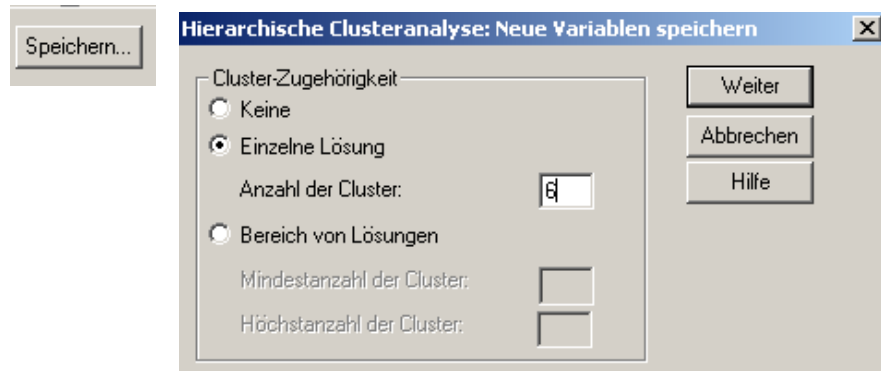 Speichern...
Hierarchische Clusteranalyse: Neue Variablen speichern
Cluster-Zugehörigkeit
Keine
Einzelne Lösung
Anzahl der Cluster: 6
Bereich von Lösungen
Mindestanzahl der Cluster:
Höchstanzahl der Cluster:
Weiter
Abbrechen
Hilfe